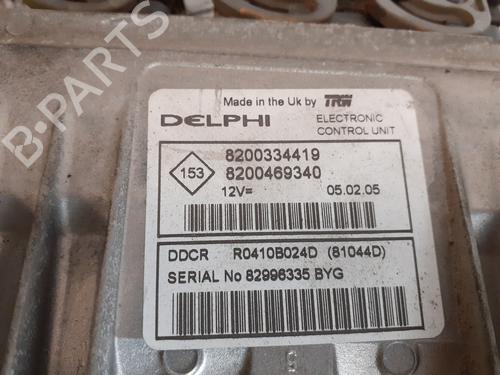 Made in the Uk by TRW
DELPHI
ELECTRONIC
CONTROL UNIT
153
8200334419
8200469340
12V=
05.02.05
DDCR R0410B024D (81044D)
SERIAL No 82996335 BYG
B-PARTS